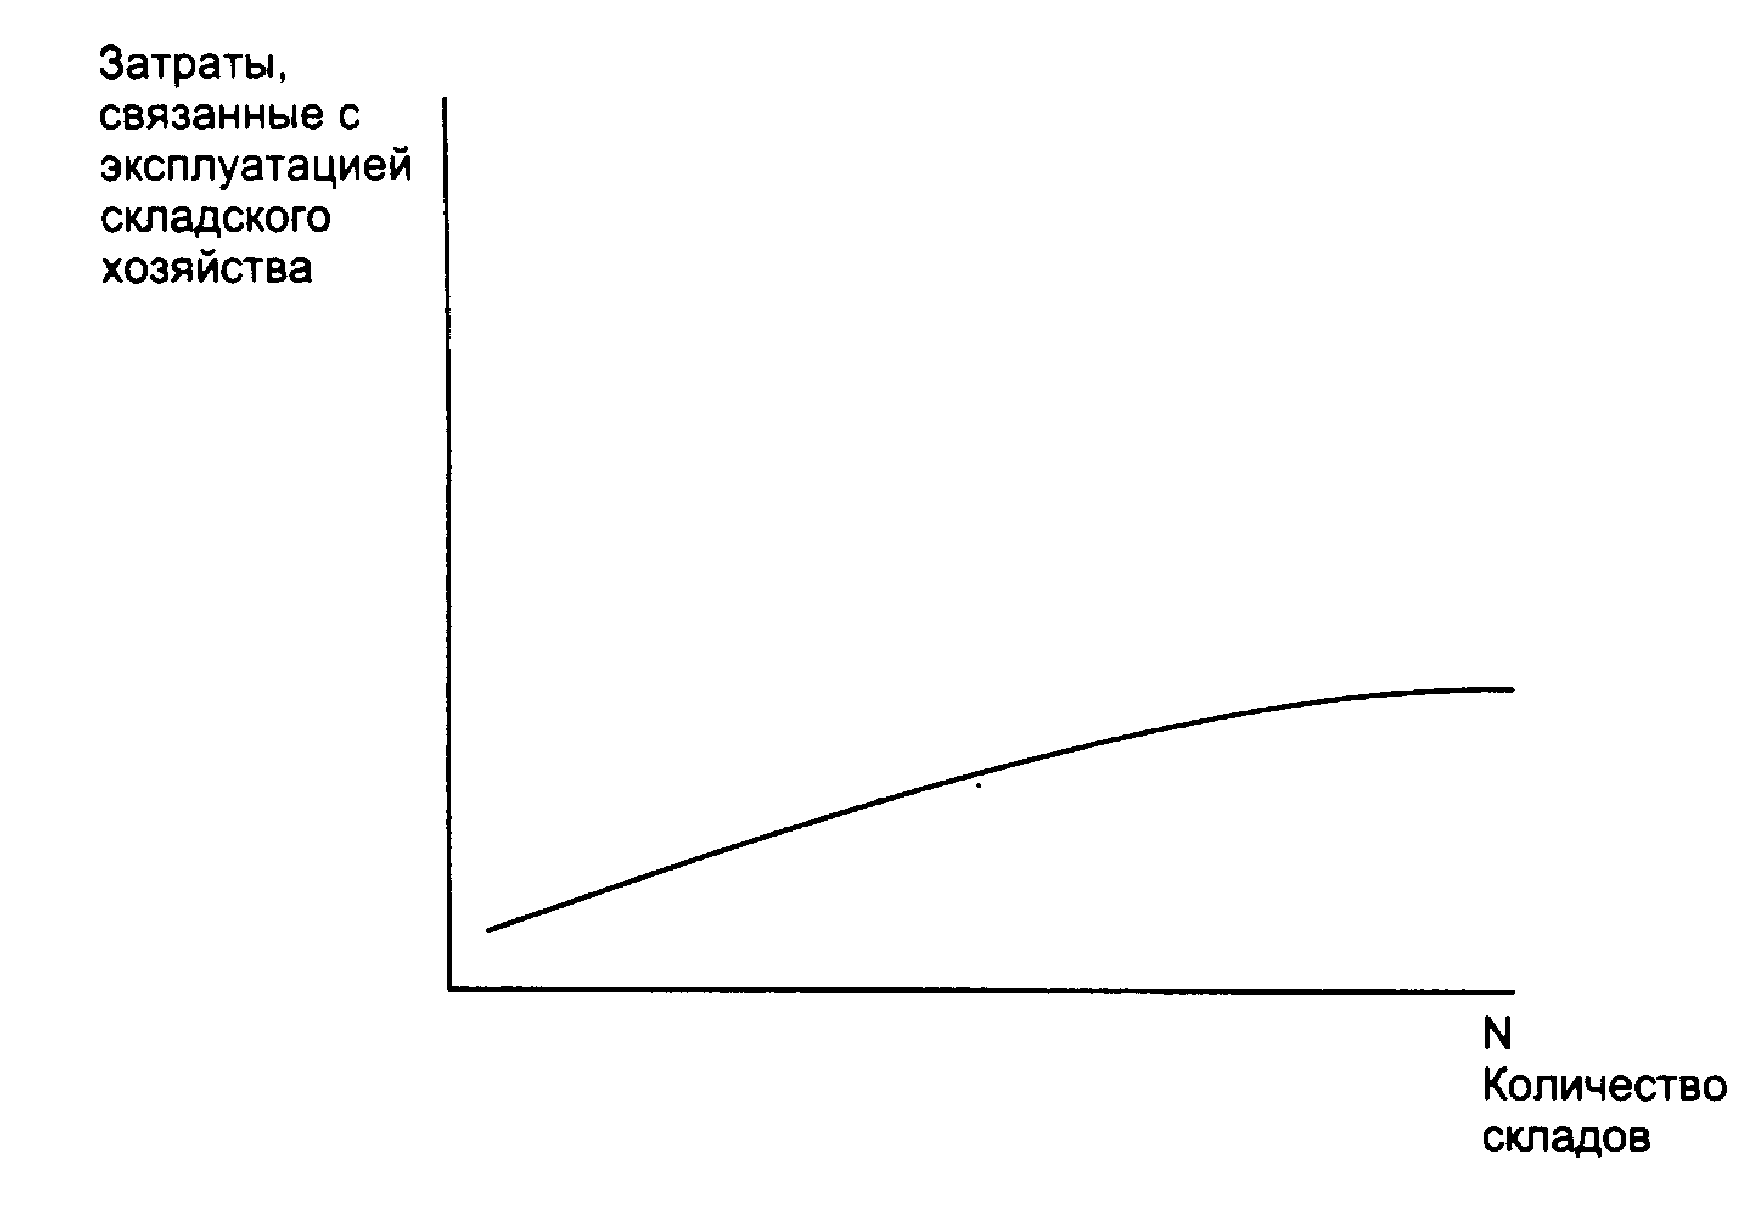 Затраты,
связанные с
эксплуатацией
складского
хозяйства
N
Количество
складов